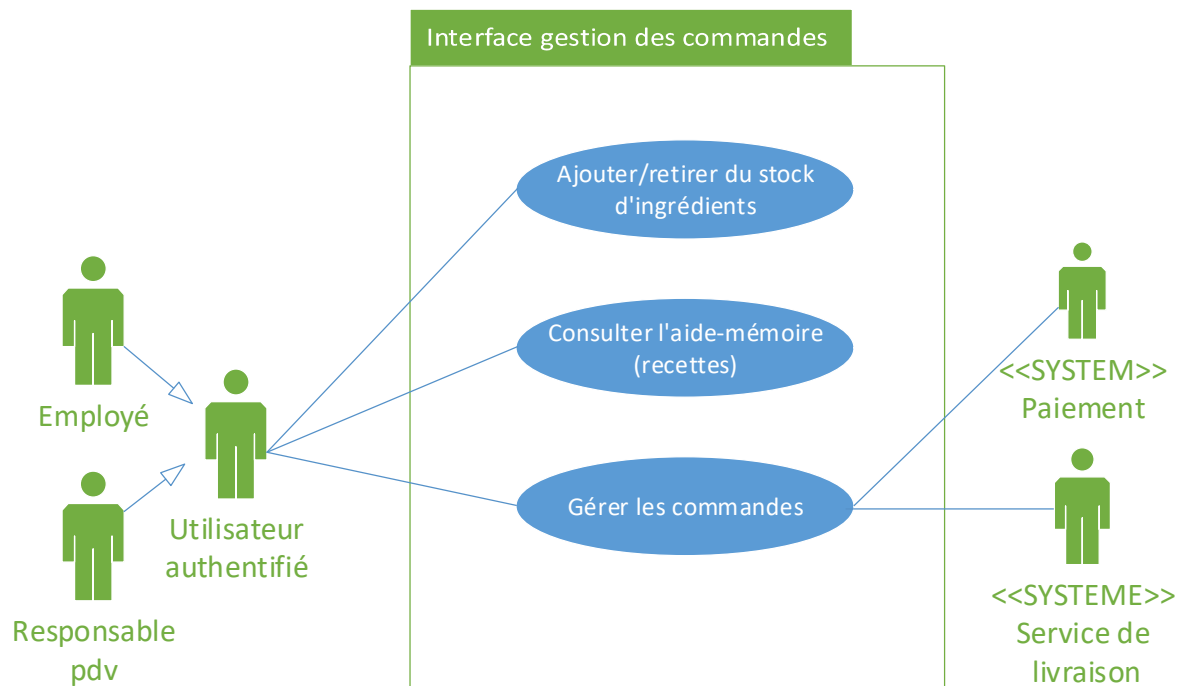 Interface gestion des commandes
Ajouter/retirer du stock
d'ingrédients
Consulter l'aide-mémoire
(recettes)
Gérer les commandes
Employé
Responsable
pdv
Utilisateur
authentifié
<<SYSTEM>>
Paiement
<<SYSTEME>>
Service de
livraison